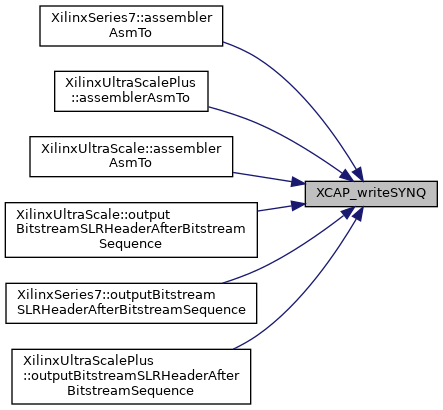 XilinxSeries7::assembler
AsmTo
XilinxUltraScalePlus
::assemblerAsmTo
XilinxUltraScale::assembler
AsmTo
XCAP_writeSYNQ
XilinxUltraScale::output
BitstreamSLRHeaderAfterBitstream
Sequence
XilinxSeries7::outputBitstream
SLRHeaderAfterBitstreamSequence
XilinxUltraScalePlus
::outputBitstreamSLRHeaderAfter
BitstreamSequence